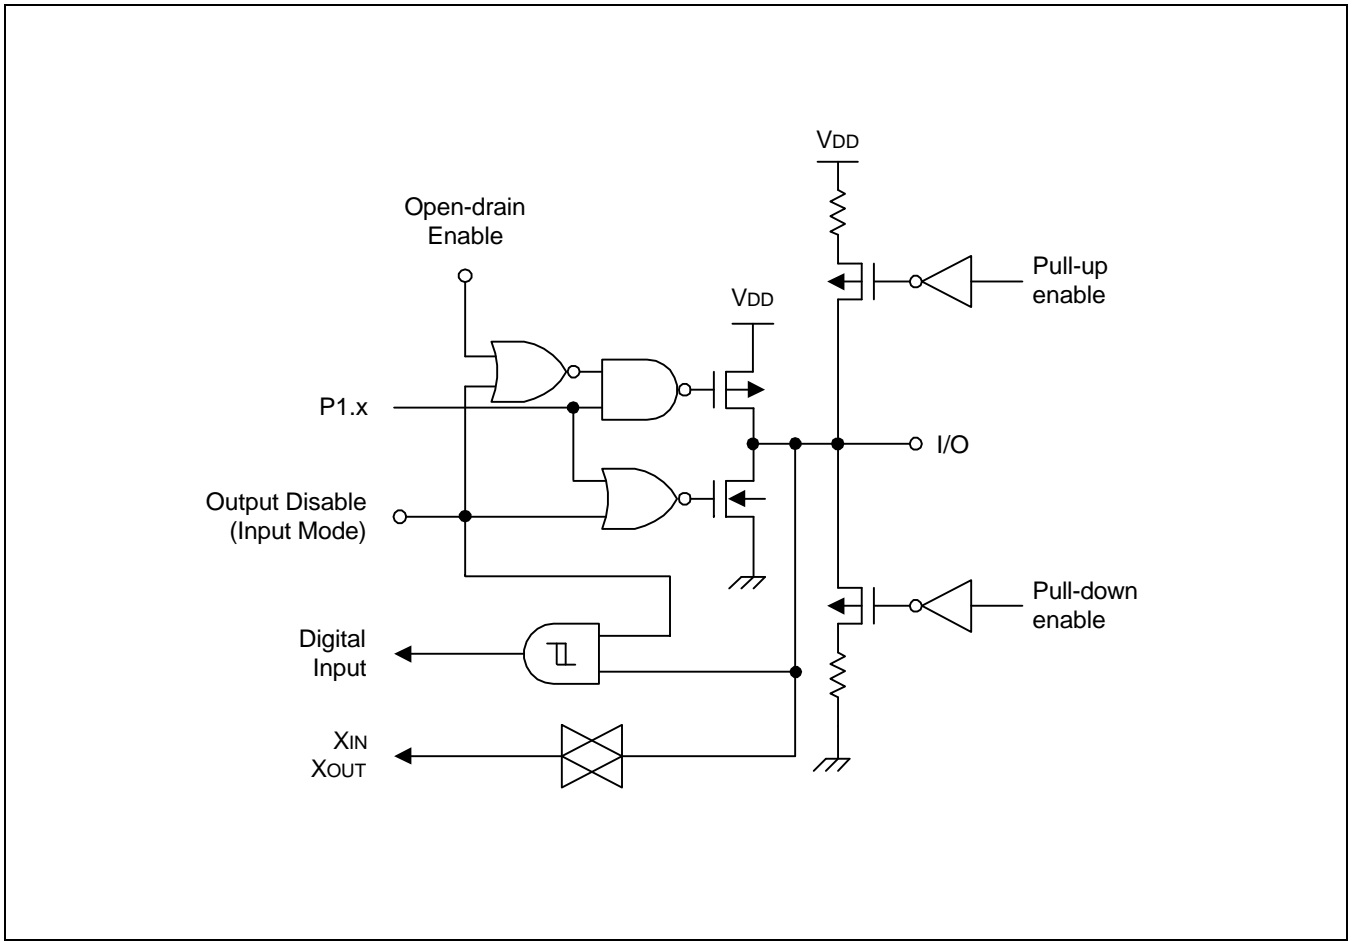 VDD
Open-drain
Enable
Pull-up
enable
VDD
P1.x
I/O
Output Disable
(Input Mode)
Pull-down
enable
Digital
Input
XIN
XOUT